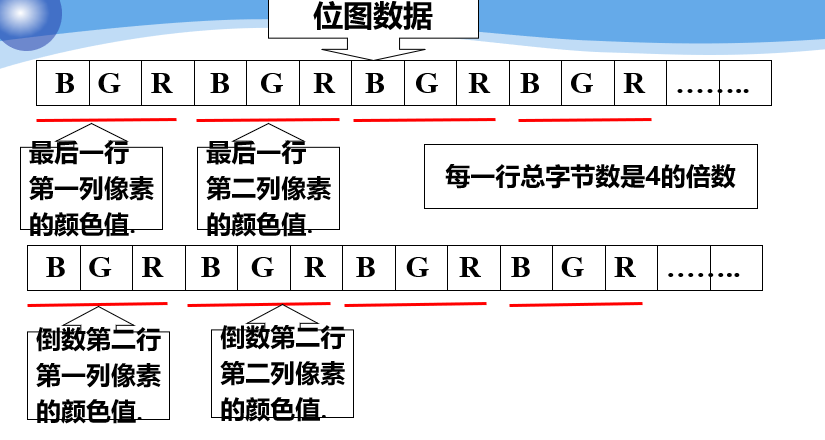 位图数据
B G R B G R B G R B G R ……..
最后一行
第一列像素
的颜色值.
最后一行
第二列像素
的颜色值.
每一行总字节数是4的倍数
B G R B G R B G R B G R ……..
倒数第二行
第一列像素
的颜色值.
倒数第二行
第二列像素
的颜色值.